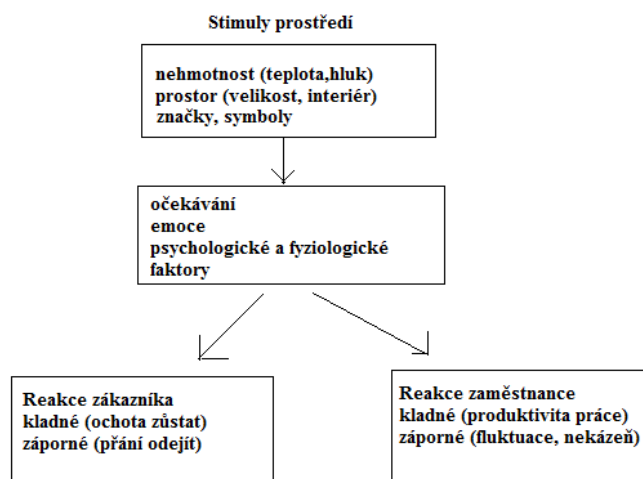 Stimuly prostředí
nehmotnost (teplota,hluk)
prostor (velikost, interiér)
značky, symboly
očekávání
emoce
psychologické a fyziologické
faktory
Reakce zákazníka
kladné (ochota zůstat)
záporné (přání odejít)
Reakce zaměstnance
kladné (produktivita práce)
záporné (fluktuace, nekázeň)